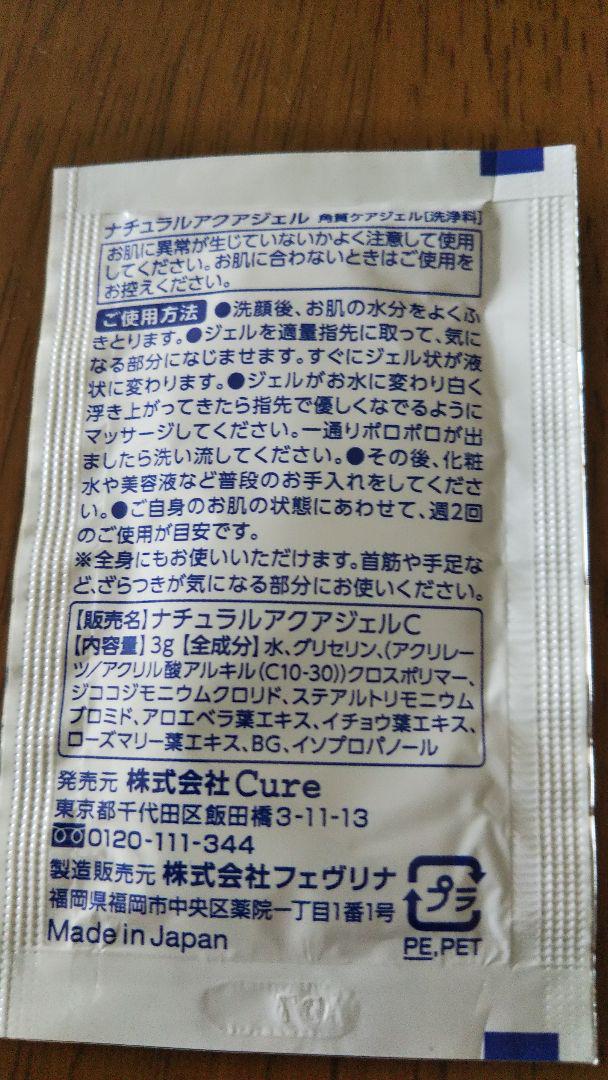 ナチュラルアクアジェル 角質ケアジェル[洗浄料]
お肌に異常が生じていないかよく注意して使用
してください。お肌に合わないときはご使用を
お控えください。
ご使用方法 ●洗顔後、お肌の水分をよくふ
きとります。●ジェルを適量指先に取って、気に
なる部分になじませます。すぐにジェル状が液
状に変わります。●ジェルがお水に変わり白く
浮き上がってきたら指先で優しくなでるように
マッサージしてください。一通りポロポロが出
ましたら洗い流してください。●その後、化粧
水や美容液など普段のお手入れをしてくださ
い。●ご自身のお肌の状態にあわせて、週2回
のご使用が目安です。
※全身にもお使いいただけます。首筋や手足な
ど、ざらつきが気になる部分にお使いください。
【販売名】ナチュラルアクアジェルC
【内容量】3g【全成分】水、グリセリン、(アクリレー
ツ/アクリル酸アルキル(C10-30))クロスポリマー、
ジココジモニウムクロリド、ステアルトリモニウム
ブロミド、アロエベラ葉エキス、イチョウ葉エキス、
ローズマリー葉エキス、BG、イソプロパノール
発売元 株式会社Cure
東京都千代田区飯田橋3-11-13
0120-111-344
製造販売元 株式会社フェヴリナ
福岡県福岡市中央区薬院一丁目1番1号
Made in Japan
プラ
PE,PET